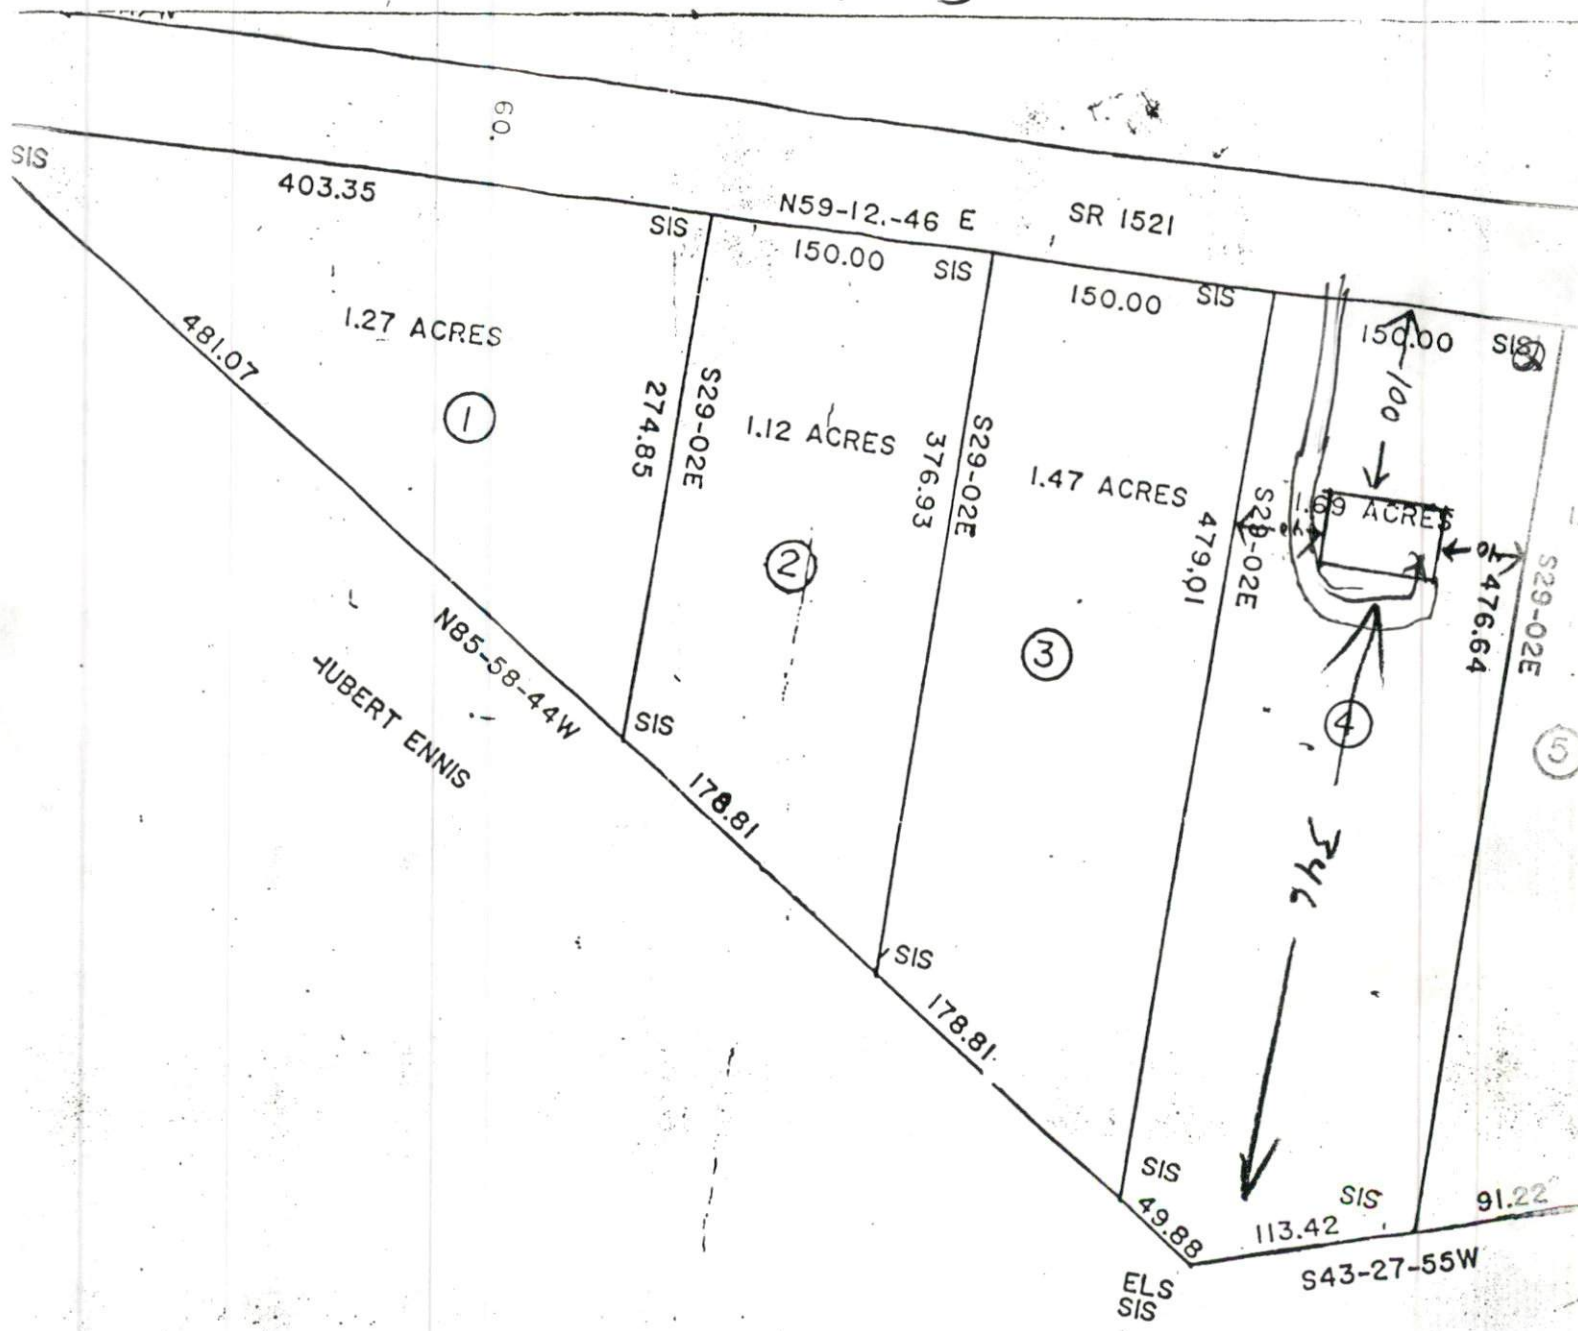 60.
SIS
403.35
N59-12.-46 E
SR 1521
SIS
150.00
SIS
150.00
SIS
150.00
SIS
1.27 ACRES
481.07
1
274.85
S29-02E
1.12 ACRES
2
376.93
S29-02E
1.47 ACRES
3
479.01
S29-02E
100
1.69 ACRES
476.64
S29-02E
4
5
346
N85-58-44W
HUBERT ENNIS
SIS
178.81
SIS
178.81
SIS
49.88
SIS
113.42
91.22
S43-27-55W
ELS
SIS